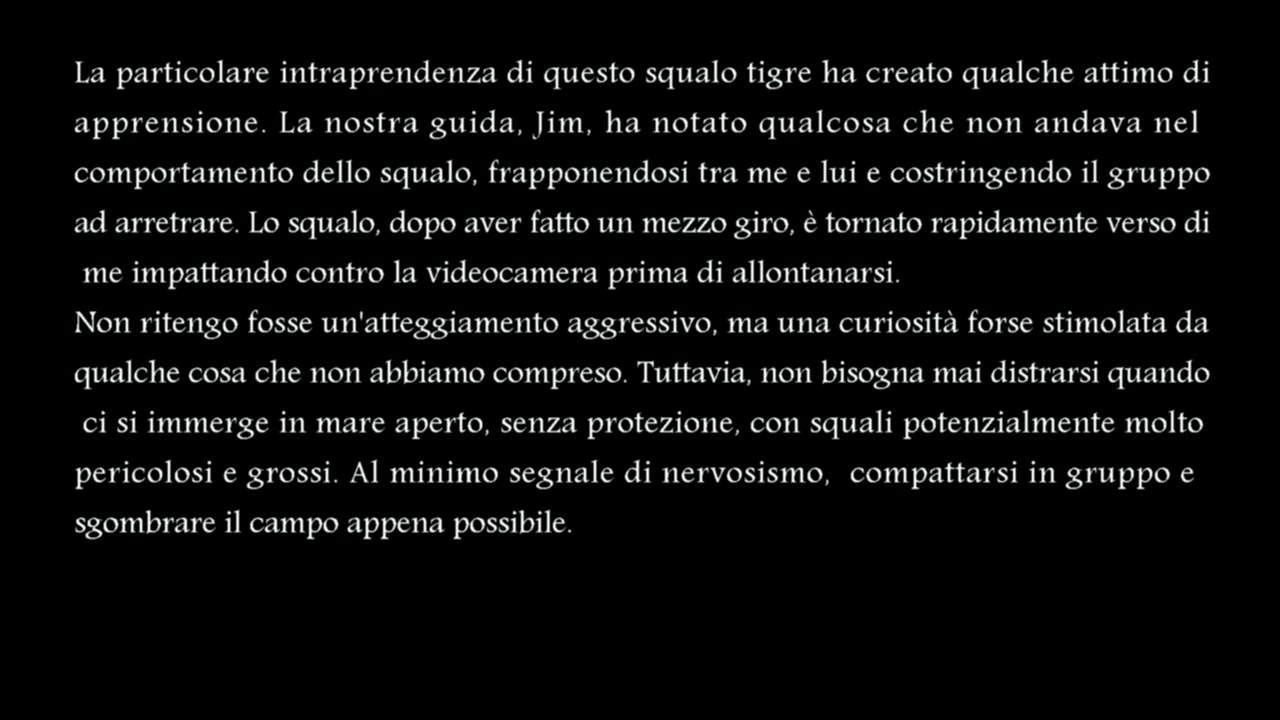 La particolare intraprendenza di questo squalo tigre ha creato qualche attimo di
apprensione. La nostra guida, Jim, ha notato qualcosa che non andava nel
comportamento dello squalo, frapponendosi tra me e lui e costringendo il gruppo
ad arretrare. Lo squalo, dopo aver fatto un mezzo giro, è tornato rapidamente verso di
me impattando contro la videocamera prima di allontanarsi.
Non ritengo fosse un'atteggiamento aggressivo, ma una curiosità forse stimolata da
qualche cosa che non abbiamo compreso. Tuttavia, non bisogna mai distrarsi quando
ci si immerge in mare aperto, senza protezione, con squali potenzialmente molto
pericolosi e grossi. Al minimo segnale di nervosismo,  compattarsi in gruppo e
sgombrare il campo appena possibile.